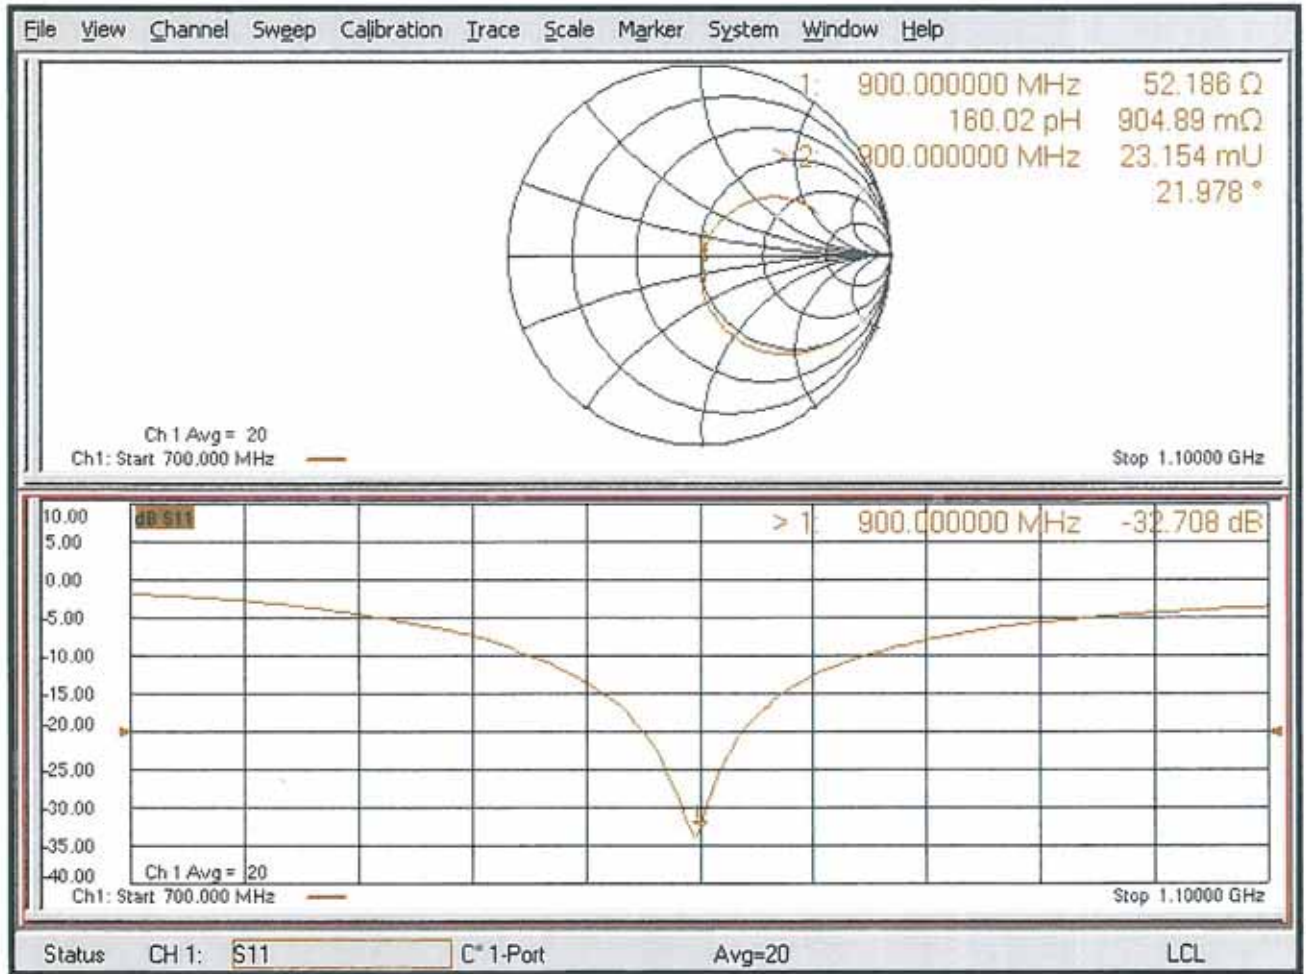 File View Channel Sweep Calibration Trace Scale Marker System Window Help
1: 900.000000 MHz 52.186 Ω
160.02 pH 904.89 mΩ
> 2: 900.000000 MHz 23.154 mU
21.978 °
Ch 1 Avg = 20
Ch1: Start 700.000 MHz
Stop 1.10000 GHz
10.00
dB S11
> 1: 900.000000 MHz -32.708 dB
5.00
0.00
-5.00
-10.00
-15.00
-20.00
-25.00
-30.00
-35.00
-40.00
Ch 1 Avg = 20
Ch1: Start 700.000 MHz
Stop 1.10000 GHz
Status CH 1: S11 C* 1-Port Avg=20 LCL